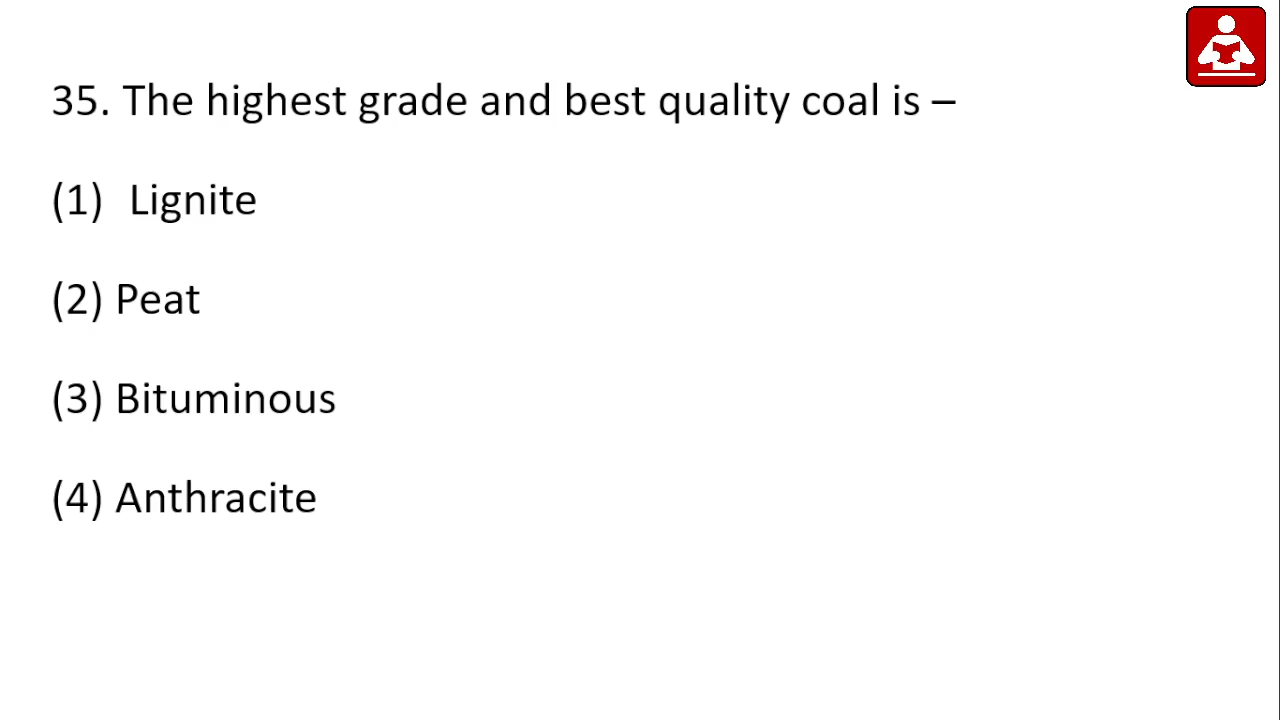 35. The highest grade and best quality coal is –
(1) Lignite
(2) Peat
(3) Bituminous
(4) Anthracite